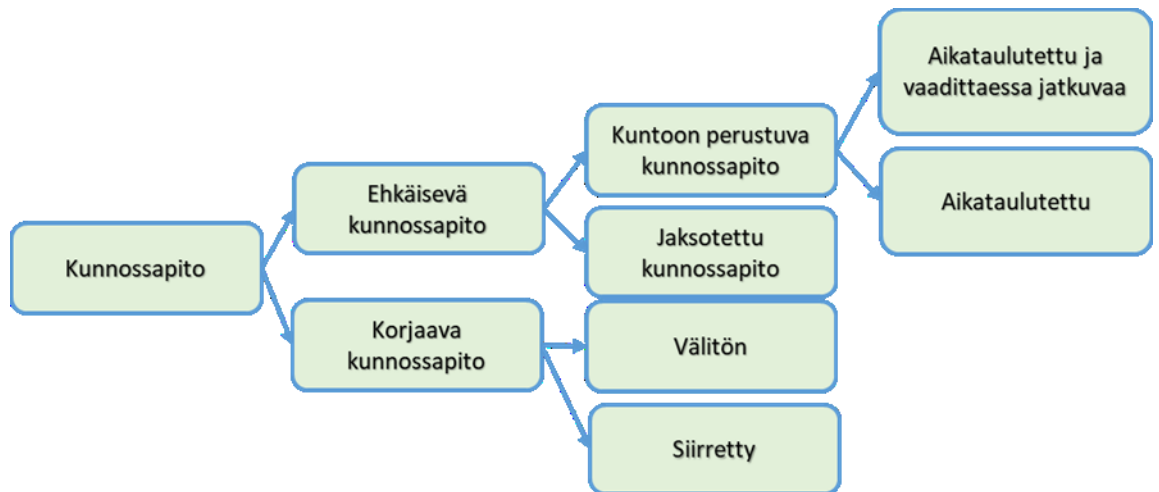 Kunnossapito
Ehkäisevä
kunnossapito
Korjaava
kunnossapito
Kuntoon perustuva
kunnossapito
Jaksotettu
kunnossapito
Välitön
Siirretty
Aikataulutettu ja
vaadittaessa jatkuvaa
Aikataulutettu